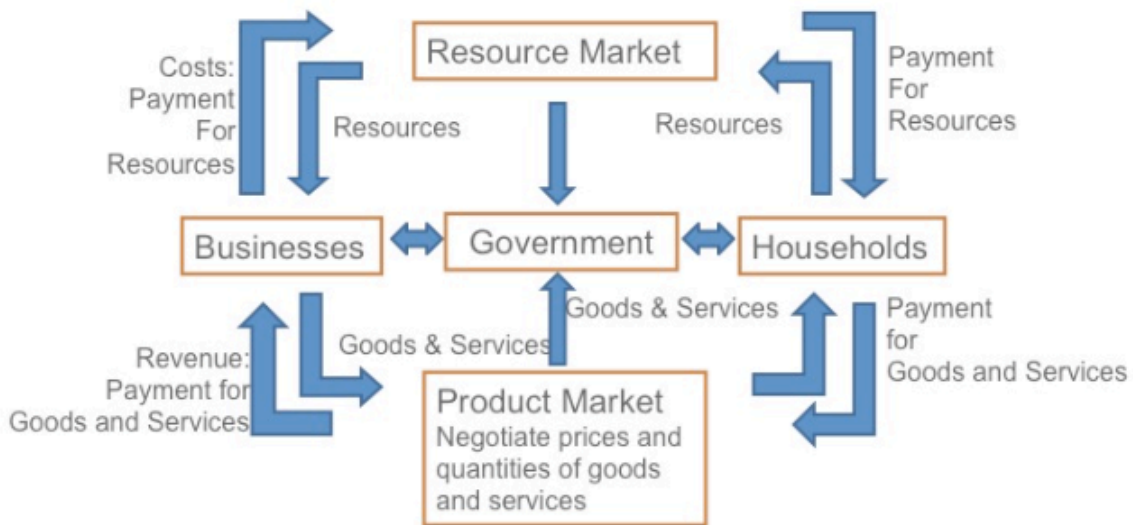 Resource Market
Costs:
Payment
For
Resources
Resources
Resources
Payment
For
Resources
Businesses
Government
Households
Revenue:
Payment for
Goods and Services
Goods & Services
Goods & Services
Payment
for
Goods and Services
Product Market
Negotiate prices and
quantities of goods
and services